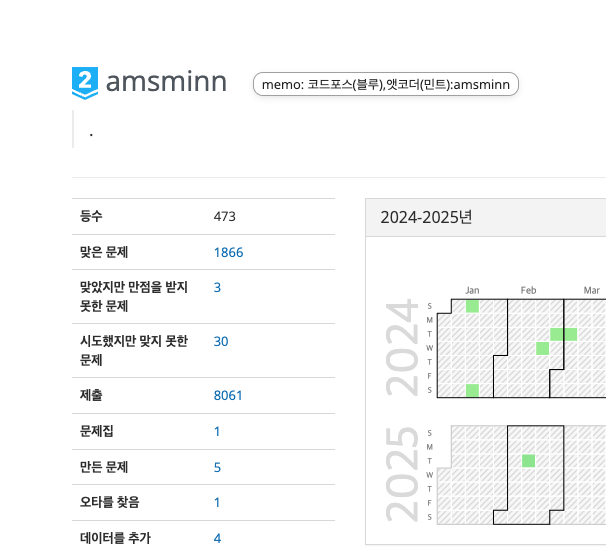 2 amsminn
memo: 코드포스(블루),앳코더(민트):amsminn
.
등수 473
맞은 문제 1866
맞았지만 만점을 받지 3
못한 문제
시도했지만 맞지 못한 30
문제
제출 8061
문제집 1
만든 문제 5
오타를 찾음 1
데이터를 추가 4
2024-2025년
Jan Feb Mar
2024
S
M
T
W
T
F
S
2025
S
M
T
W
T
F
S